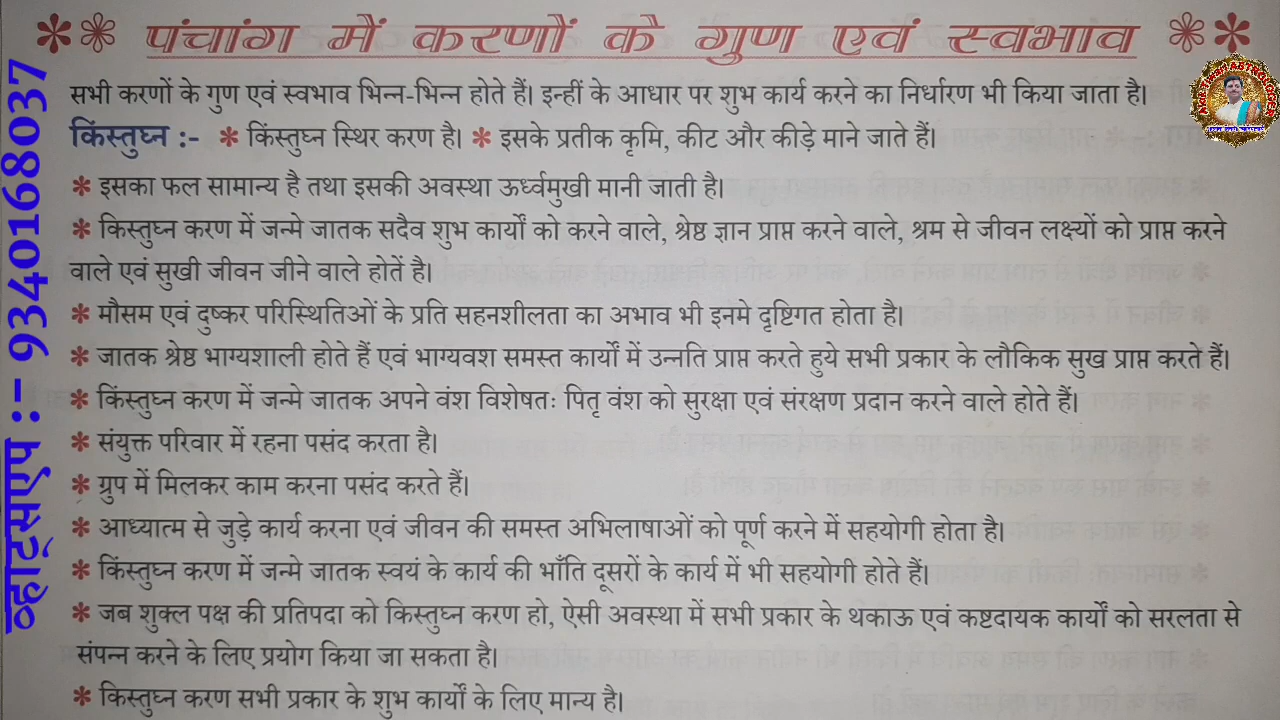 पंचांग में करणों के गुण एवं स्वभाव
सभी करणों के गुण एवं स्वभाव भिन्न-भिन्न होते हैं। इन्हीं के आधार पर शुभ कार्य करने का निर्धारण भी किया जाता है।
किंस्तुघ्न :- * किंस्तुघ्न स्थिर करण है। * इसके प्रतीक कृमि, कीट और कीड़े माने जाते हैं।
* इसका फल सामान्य है तथा इसकी अवस्था ऊर्ध्वमुखी मानी जाती है।
* किंस्तुघ्न करण में जन्मे जातक सदैव शुभ कार्यों को करने वाले, श्रेष्ठ ज्ञान प्राप्त करने वाले, श्रम से जीवन लक्ष्यों को प्राप्त करने
वाले एवं सुखी जीवन जीने वाले होतें है।
* मौसम एवं दुष्कर परिस्थितिओं के प्रति सहनशीलता का अभाव भी इनमे दृष्टिगत होता है।
* जातक श्रेष्ठ भाग्यशाली होते हैं एवं भाग्यवश समस्त कार्यों में उन्नति प्राप्त करते हुये सभी प्रकार के लौकिक सुख प्राप्त करते हैं।
* किंस्तुघ्न करण में जन्मे जातक अपने वंश विशेषतः पितृ वंश को सुरक्षा एवं संरक्षण प्रदान करने वाले होते हैं।
* संयुक्त परिवार में रहना पसंद करता है।
* ग्रुप में मिलकर काम करना पसंद करते हैं।
* आध्यात्म से जुड़े कार्य करना एवं जीवन की समस्त अभिलाषाओं को पूर्ण करने में सहयोगी होता है।
* किंस्तुघ्न करण में जन्मे जातक स्वयं के कार्य की भाँति दूसरों के कार्य में भी सहयोगी होते हैं।
* जब शुक्ल पक्ष की प्रतिपदा को किंस्तुघ्न करण हो, ऐसी अवस्था में सभी प्रकार के थकाऊ एवं कष्टदायक कार्यों को सरलता से
संपन्न करने के लिए प्रयोग किया जा सकता है।
* किंस्तुघ्न करण सभी प्रकार के शुभ कार्यों के लिए मान्य है।
व्हाट्सएप :- 9340168037